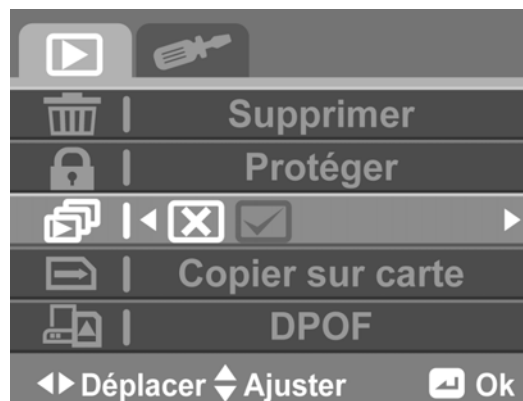 Supprimer
Protéger
Copier sur carte
DPOF
Déplacer Ajuster Ok